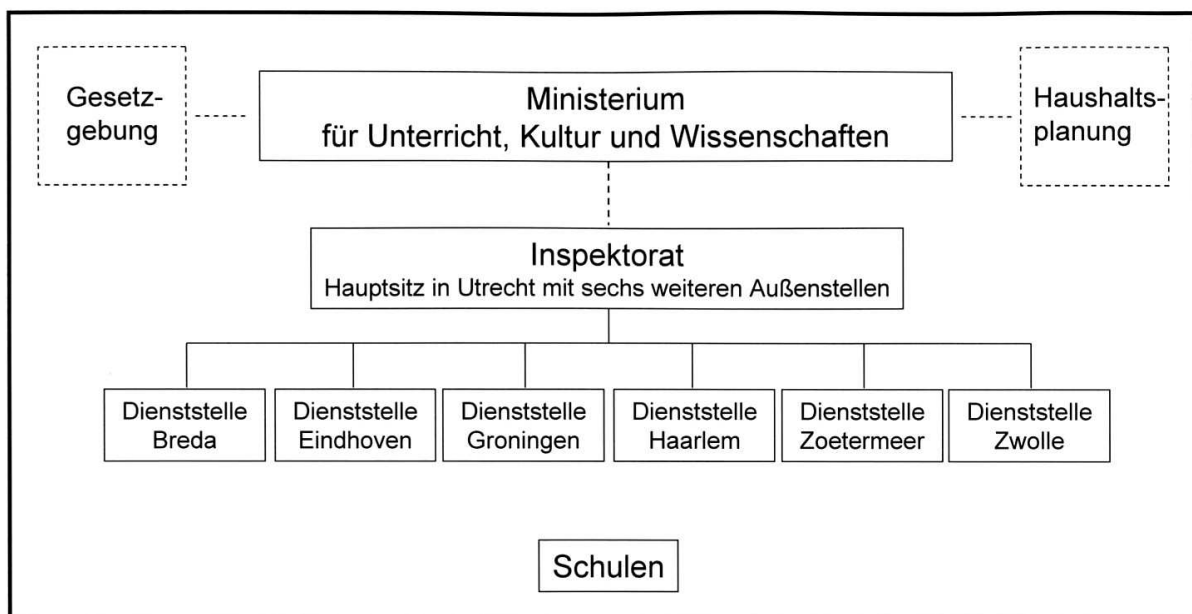 Gesetz-
gebung
Ministerium
für Unterricht, Kultur und Wissenschaften
Haushalts-
planung
Inspektorat
Hauptsitz in Utrecht mit sechs weiteren Außenstellen
Dienststelle
Breda
Dienststelle
Eindhoven
Dienststelle
Groningen
Dienststelle
Haarlem
Dienststelle
Zoetermeer
Dienststelle
Zwolle
Schulen